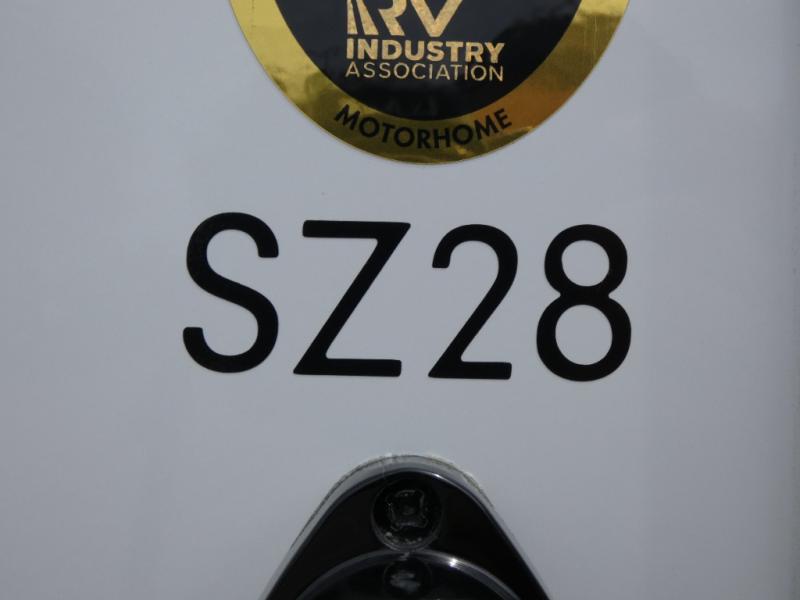 RV
INDUSTRY
ASSOCIATION
MOTORHOME
SZ28